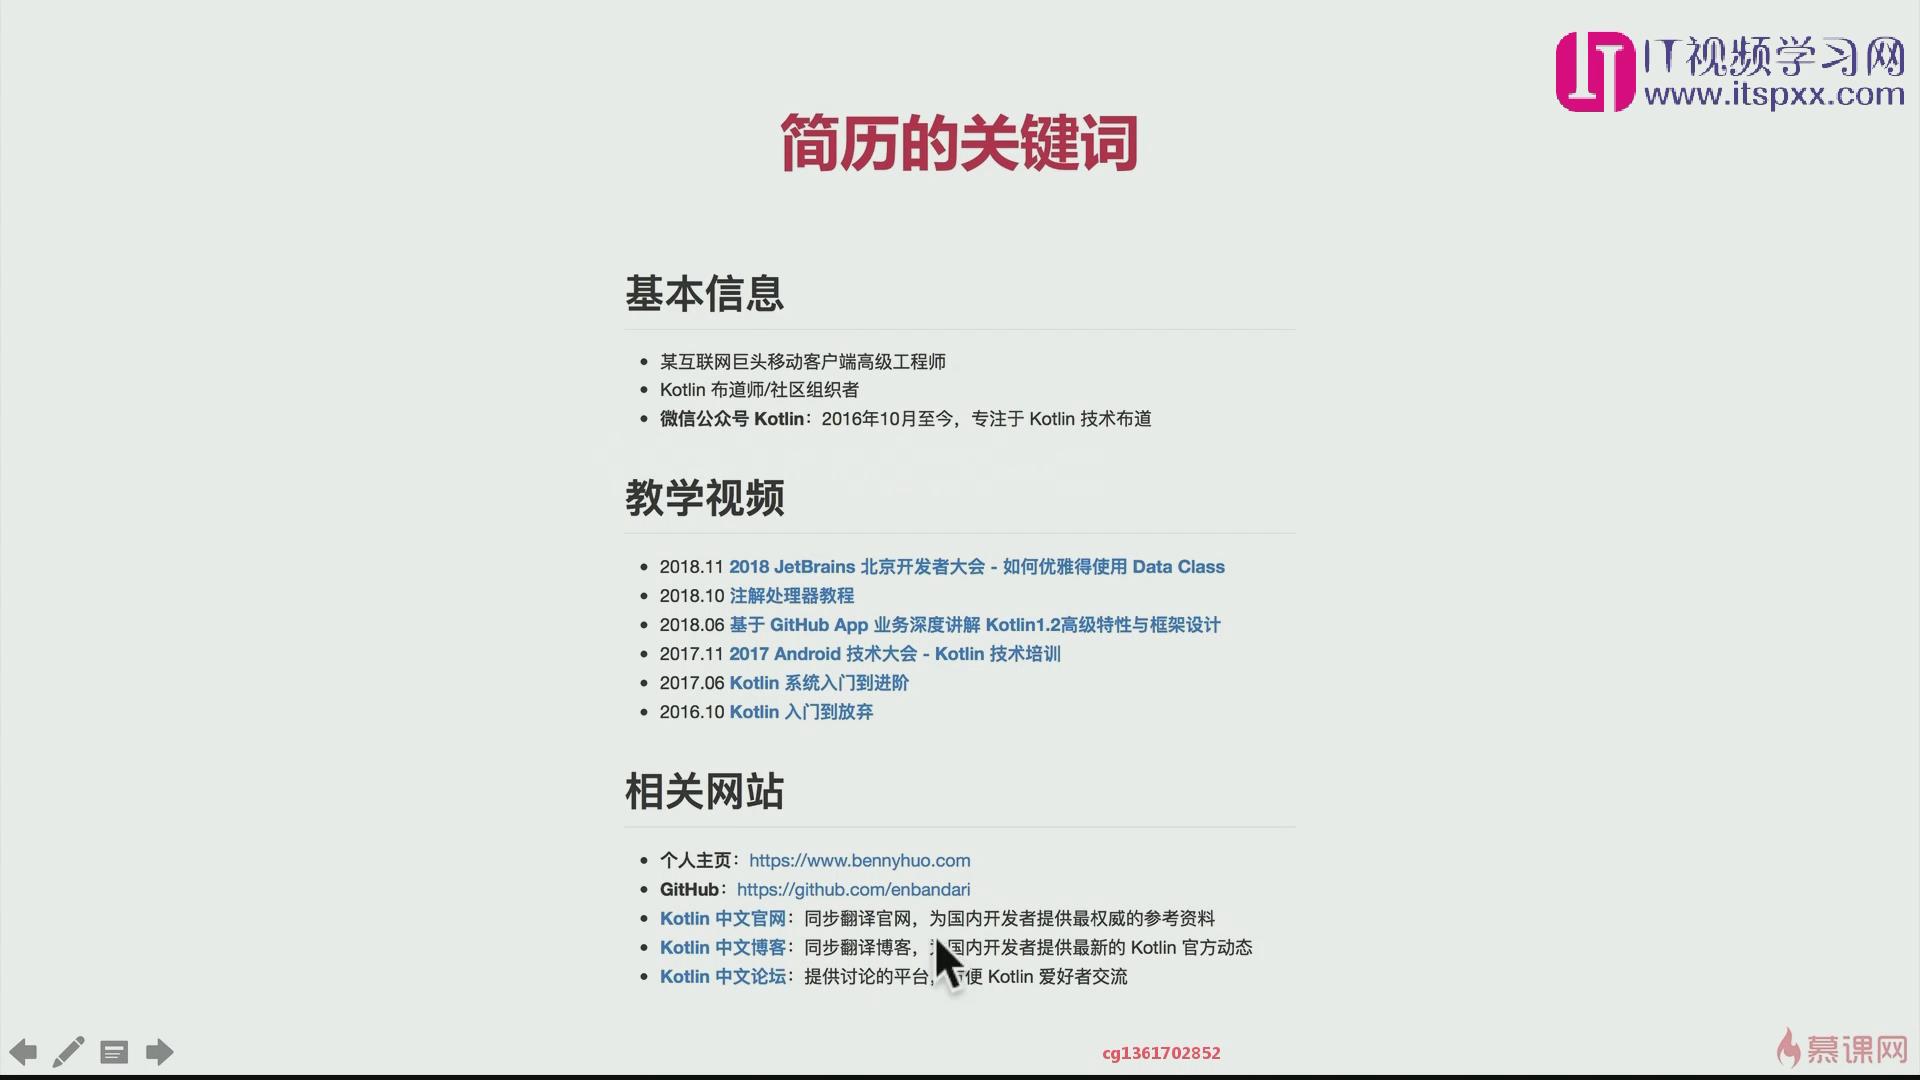 IT视频学习网
www.itspxx.com
简历的关键词
基本信息
某互联网巨头移动客户端高级工程师
Kotlin 布道师/社区组织者
微信公众号 Kotlin：2016年10月至今，专注于 Kotlin 技术布道
教学视频
2018.11 2018 JetBrains 北京开发者大会 - 如何优雅得使用 Data Class
2018.10 注解处理器教程
2018.06 基于 GitHub App 业务深度讲解 Kotlin1.2高级特性与框架设计
2017.11 2017 Android 技术大会 - Kotlin 技术培训
2017.06 Kotlin 系统入门到进阶
2016.10 Kotlin 入门到放弃
相关网站
个人主页：https://www.bennyhuo.com
GitHub：https://github.com/enbandari
Kotlin 中文官网：同步翻译官网，为国内开发者提供最权威的参考资料
Kotlin 中文博客：同步翻译博客，为国内开发者提供最新的 Kotlin 官方动态
Kotlin 中文论坛：提供讨论的平台，方便 Kotlin 爱好者交流
cg1361702852
慕课网